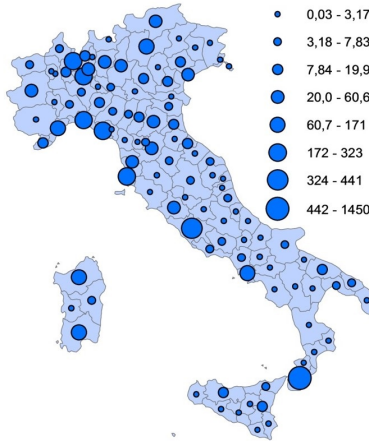 0,03 - 3,17
3,18 - 7,83
7,84 - 19,9
20,0 - 60,6
60,7 - 171
172 - 323
324 - 441
442 - 1450